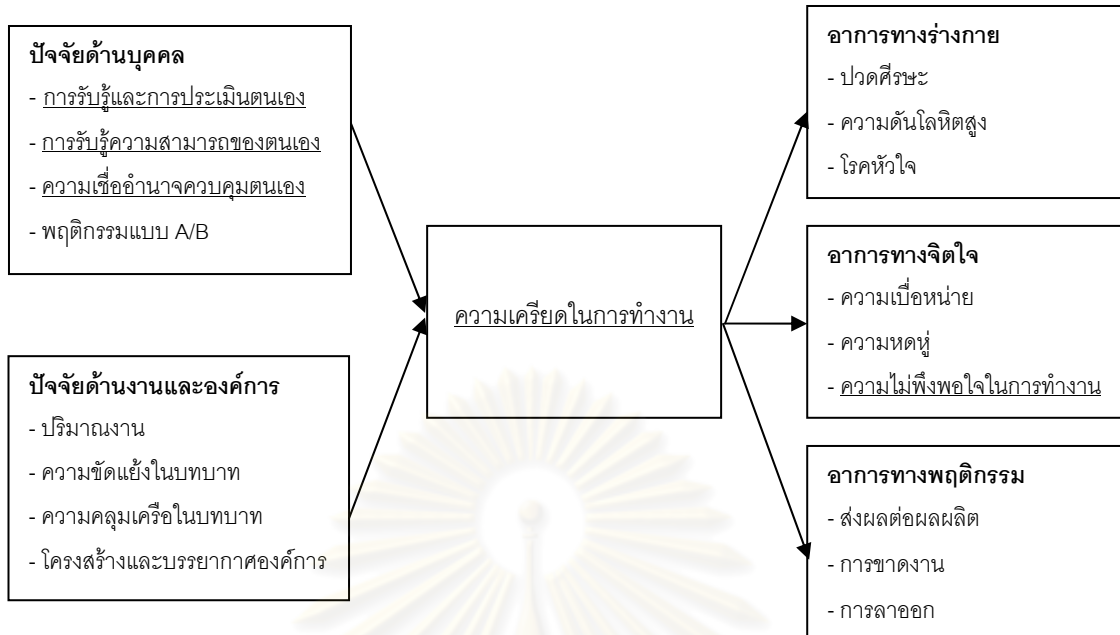 ปัจจัยด้านบุคคล
- การรับรู้และการประเมินตนเอง
- การรับรู้ความสามารถของตนเอง
- ความเชื่ออำนาจควบคุมตนเอง
- พฤติกรรมแบบ A/B
ปัจจัยด้านงานและองค์การ
- ปริมาณงาน
- ความขัดแย้งในบทบาท
- ความคลุมเครือในบทบาท
- โครงสร้างและบรรยากาศองค์การ
ความเครียดในการทำงาน
อาการทางร่างกาย
- ปวดศีรษะ
- ความดันโลหิตสูง
- โรคหัวใจ
อาการทางจิตใจ
- ความเบื่อหน่าย
- ความหดหู่
- ความไม่พึงพอใจในการทำงาน
อาการทางพฤติกรรม
- ส่งผลต่อผลผลิต
- การขาดงาน
- การลาออก